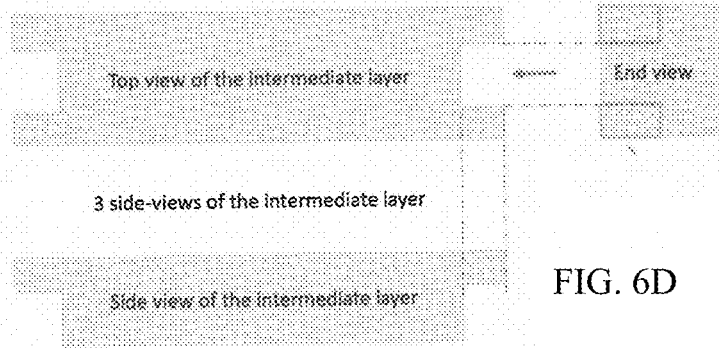 Top view of the intermediate layer
End view
3 side-views of the intermediate layer
Side view of the intermediate layer
FIG. 6D